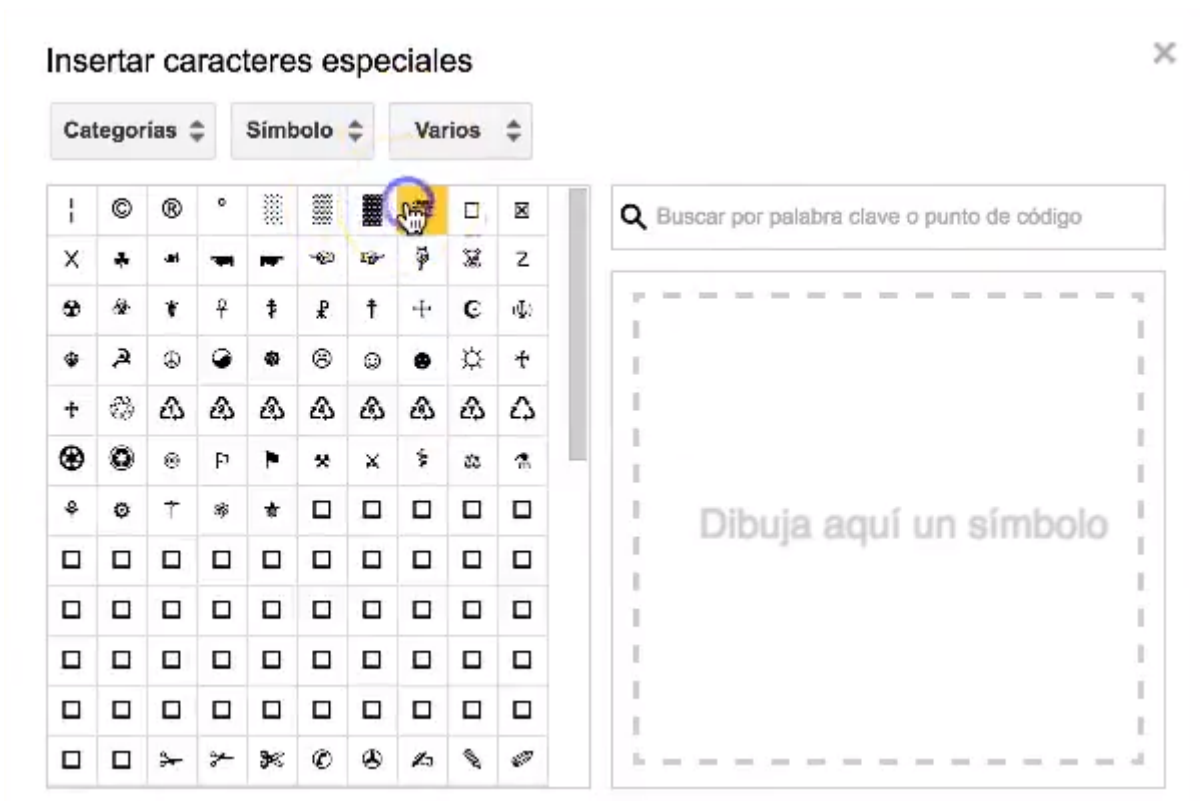 Insertar caracteres especiales
Categorías Símbolo Varios
Buscar por palabra clave o punto de código
Dibuja aquí un símbolo